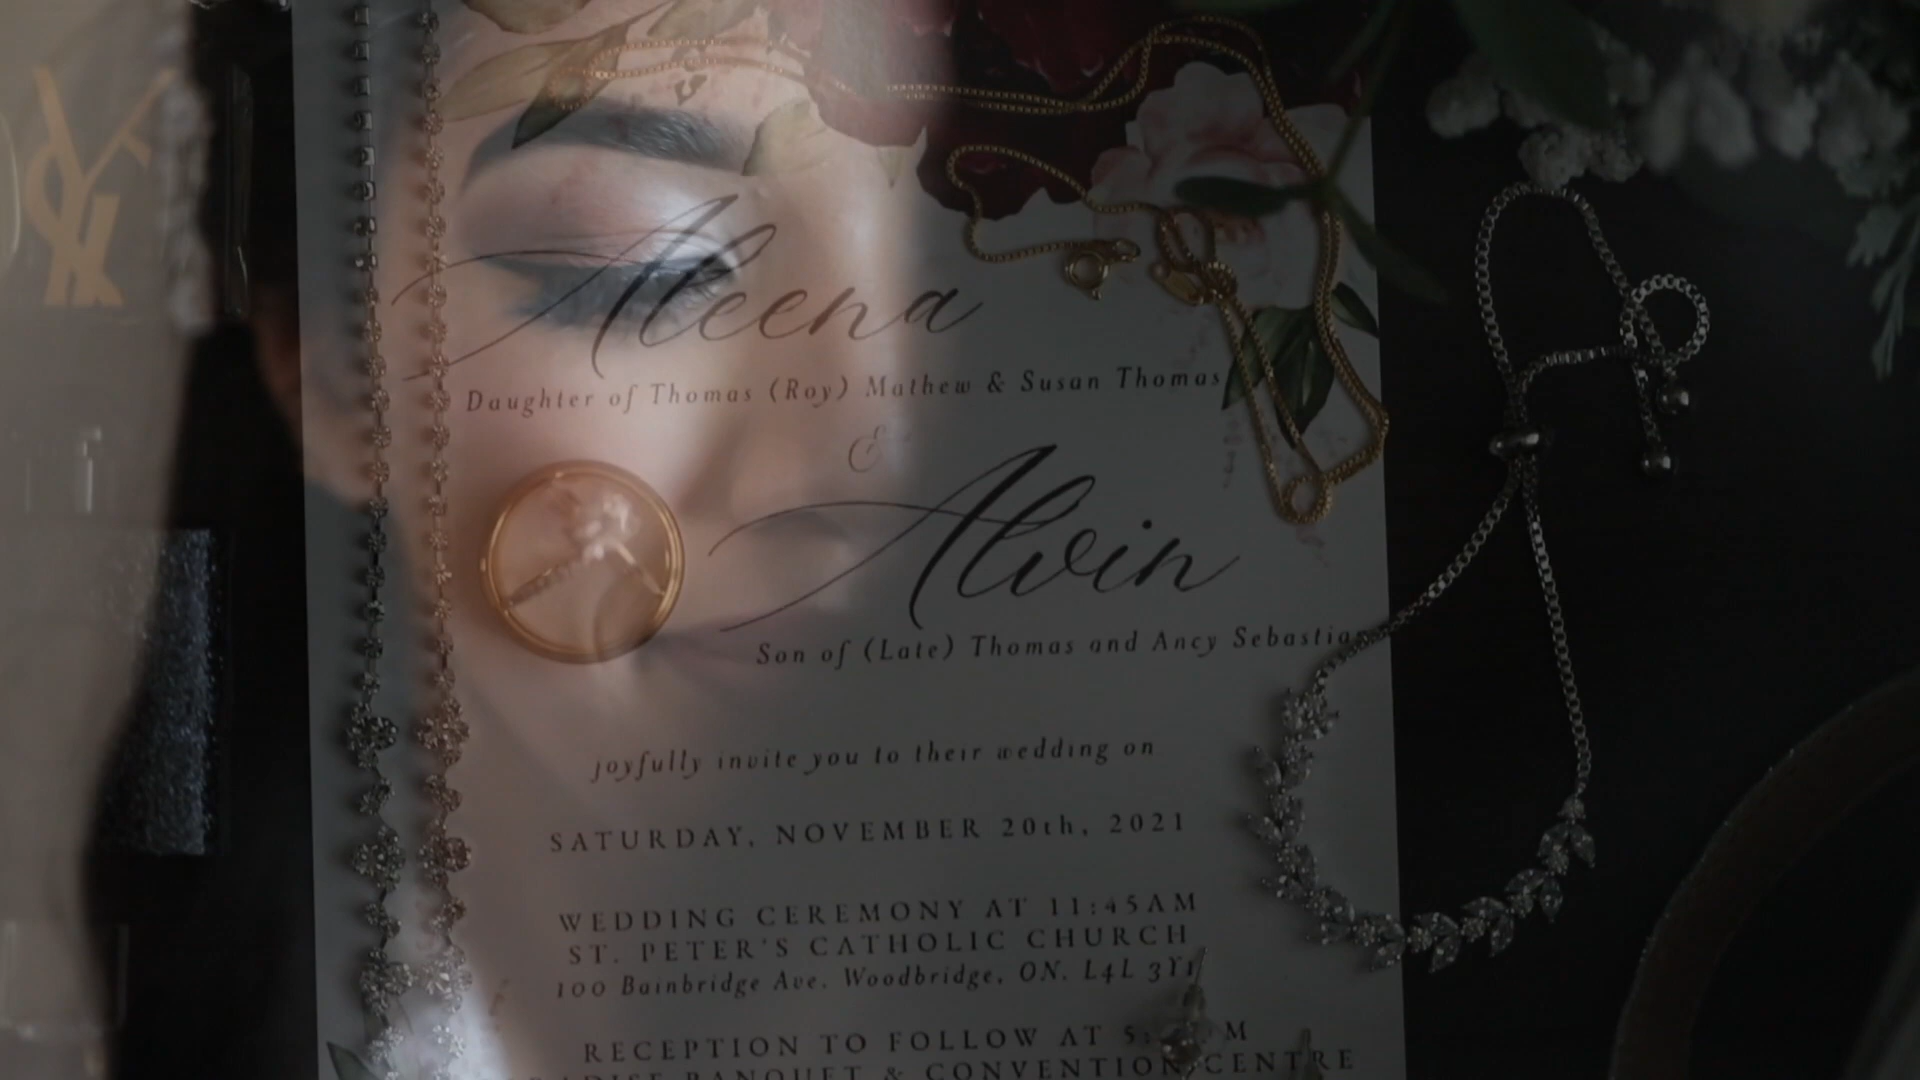 Aleena
Daughter of Thomas (Roy) Mathew & Susan Thomas
&
Alvin
Son of (Late) Thomas and Ancy
joyfully invite you to their wedding on
SATURDAY, NOVEMBER 20th, 2021
WEDDING CEREMONY AT 11:45AM
ST. PETER'S CATHOLIC CHURCH
100 Bainbridge Ave. Woodbridge, ON. L4L 3Y1
RECEPTION TO FOLLOW AT
BANQUET & CONVENTION CENTRE